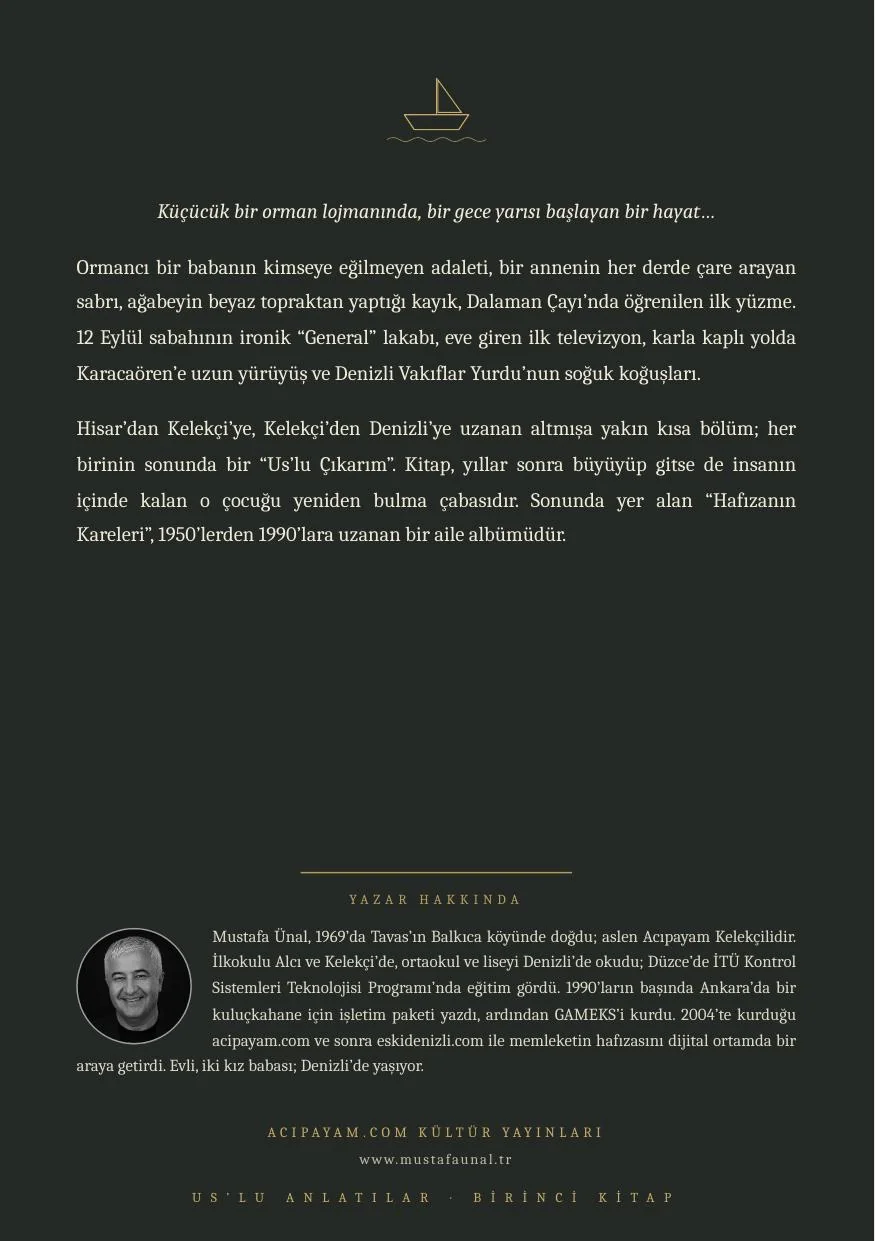 Küçücük bir orman lojmanında, bir gece yarısı başlayan bir hayat…
Ormancı bir babanın kimseye eğilmeyen adaleti, bir annenin her derde çare arayan
sabrı, ağabeyin beyaz topraktan yaptığı kayık, Dalaman Çayı’nda öğrenilen ilk yüzme.
12 Eylül sabahının ironik “General” lakabı, eve giren ilk televizyon, karla kaplı yolda
Karacaören’e uzun yürüyüş ve Denizli Vakıflar Yurdu’nun soğuk koğuşları.
Hisar’dan Kelekçi’ye, Kelekçi’den Denizli’ye uzanan altmışa yakın kısa bölüm; her
birinin sonunda bir “Us’lu Çıkarım”. Kitap, yıllar sonra büyüyüp gitse de insanın
içinde kalan o çocuğu yeniden bulma çabasıdır. Sonunda yer alan “Hafızanın
Kareleri”, 1950’lerden 1990’lara uzanan bir aile albümüdür.
YAZAR HAKKINDA
Mustafa Ünal, 1969’da Tavas’ın Balkıca köyünde doğdu; aslen Acıpayam Kelekçilidir.
İlkokulu Alcı ve Kelekçi’de, ortaokul ve liseyi Denizli’de okudu; Düzce’de İTÜ Kontrol
Sistemleri Teknolojisi Programı’nda eğitim gördü. 1990’ların başında Ankara’da bir
kuluçkahane için işletim paketi yazdı, ardından GAMEKS’i kurdu. 2004’te kurduğu
acipayam.com ve sonra eskidenizli.com ile memleketin hafızasını dijital ortamda bir
araya getirdi. Evli, iki kız babası; Denizli’de yaşıyor.
ACIPAYAM.COM KÜLTÜR YAYINLARI
www.mustafaunal.tr
US’LU ANLATILAR · BİRİNCİ KİTAP